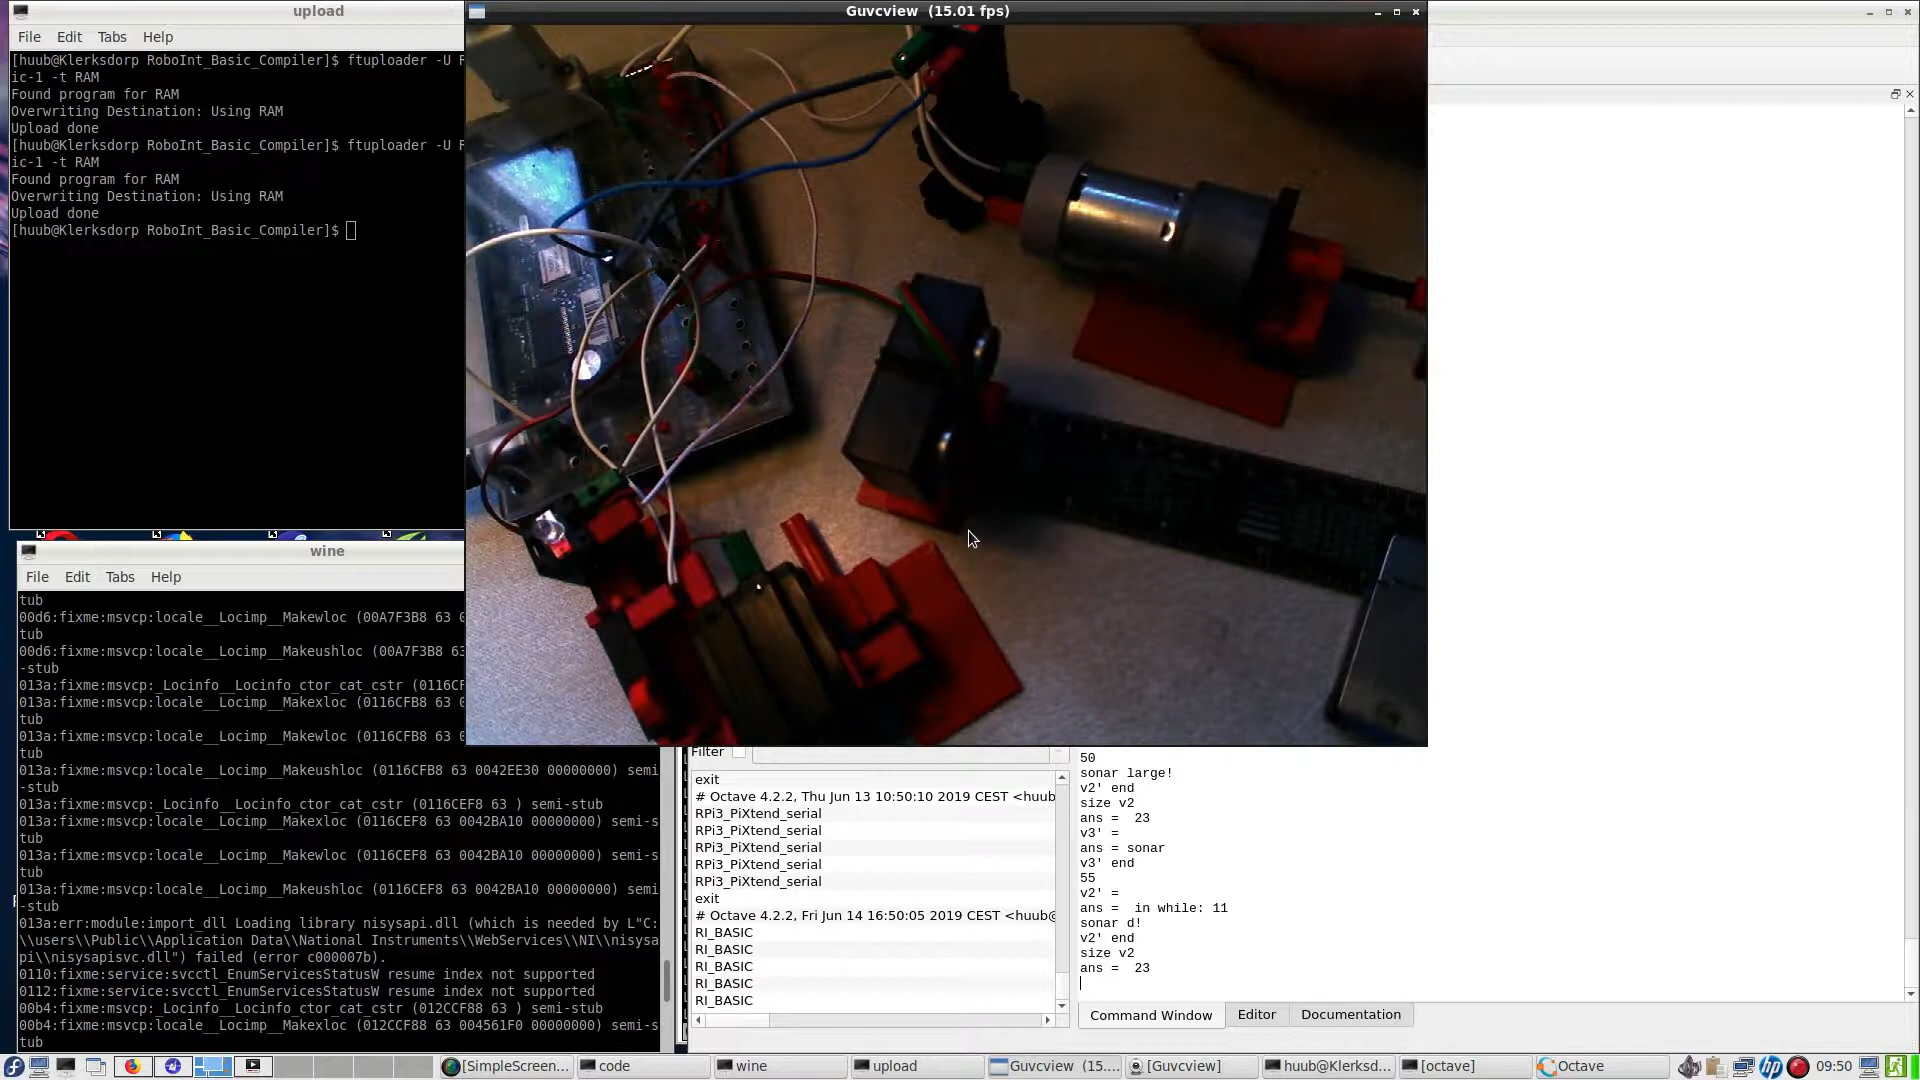 upload
File Edit Tabs Help
[huub@Klerksdorp RoboInt_Basic_Compiler]$ ftuploader -U
ic-1 -t RAM
Found program for RAM
Overwriting Destination: Using RAM
Upload done
[huub@Klerksdorp RoboInt_Basic_Compiler]$ ftuploader -U
ic-1 -t RAM
Found program for RAM
Overwriting Destination: Using RAM
Upload done
[huub@Klerksdorp RoboInt_Basic_Compiler]$
Guvcview (15.01 fps)
wine
File Edit Tabs Help
tub
00d6:fixme:msvcp:locale__Locimp__Makewloc (00A7F3B8 63
tub
00d6:fixme:msvcp:locale__Locimp__Makeushloc (00A7F3B8 63
-stub
013a:fixme:msvcp:_Locinfo__Locinfo_ctor_cat_cstr (0116CF
013a:fixme:msvcp:locale__Locimp__Makexloc (0116CFB8 63
tub
013a:fixme:msvcp:locale__Locimp__Makewloc (0116CFB8 63
tub
013a:fixme:msvcp:locale__Locimp__Makeushloc (0116CFB8 63 0042EE30 00000000) semi
-stub
013a:fixme:msvcp:_Locinfo__Locinfo_ctor_cat_cstr (0116CEF8 63 ) semi-stub
013a:fixme:msvcp:locale__Locimp__Makexloc (0116CEF8 63 0042BA10 00000000) semi-s
tub
013a:fixme:msvcp:locale__Locimp__Makewloc (0116CEF8 63 0042BA10 00000000) semi-s
tub
013a:fixme:msvcp:locale__Locimp__Makeushloc (0116CEF8 63 0042BA10 00000000) semi
-stub
013a:err:module:import_dll Loading library nisysapi.dll (which is needed by L"C:
\\users\\Public\\Application Data\\National Instruments\\WebServices\\NI\\nisysa
pi\\nisysapisvc.dll") failed (error c000007b).
0110:fixme:service:svcctl_EnumServicesStatusW resume index not supported
0112:fixme:service:svcctl_EnumServicesStatusW resume index not supported
00b4:fixme:msvcp:_Locinfo__Locinfo_ctor_cat_cstr (012CCF88 63 ) semi-stub
00b4:fixme:msvcp:locale__Locimp__Makexloc (012CCF88 63 004561F0 00000000) semi-s
tub
Filter
exit
# Octave 4.2.2, Thu Jun 13 10:50:10 2019 CEST <huub
RPi3_PiXtend_serial
RPi3_PiXtend_serial
RPi3_PiXtend_serial
RPi3_PiXtend_serial
RPi3_PiXtend_serial
exit
# Octave 4.2.2, Fri Jun 14 16:50:05 2019 CEST <huub@
RI_BASIC
RI_BASIC
RI_BASIC
RI_BASIC
RI_BASIC
50
sonar large!
v2' end
size v2
ans = 23
v3' =
ans = sonar
v3' end
55
v2' =
ans = in while: 11
sonar d!
v2' end
size v2
ans = 23
Command Window Editor Documentation
[SimpleScreen... code wine upload Guvcview (15.... [Guvcview] huub@Klerksd... [octave] Octave 09:50